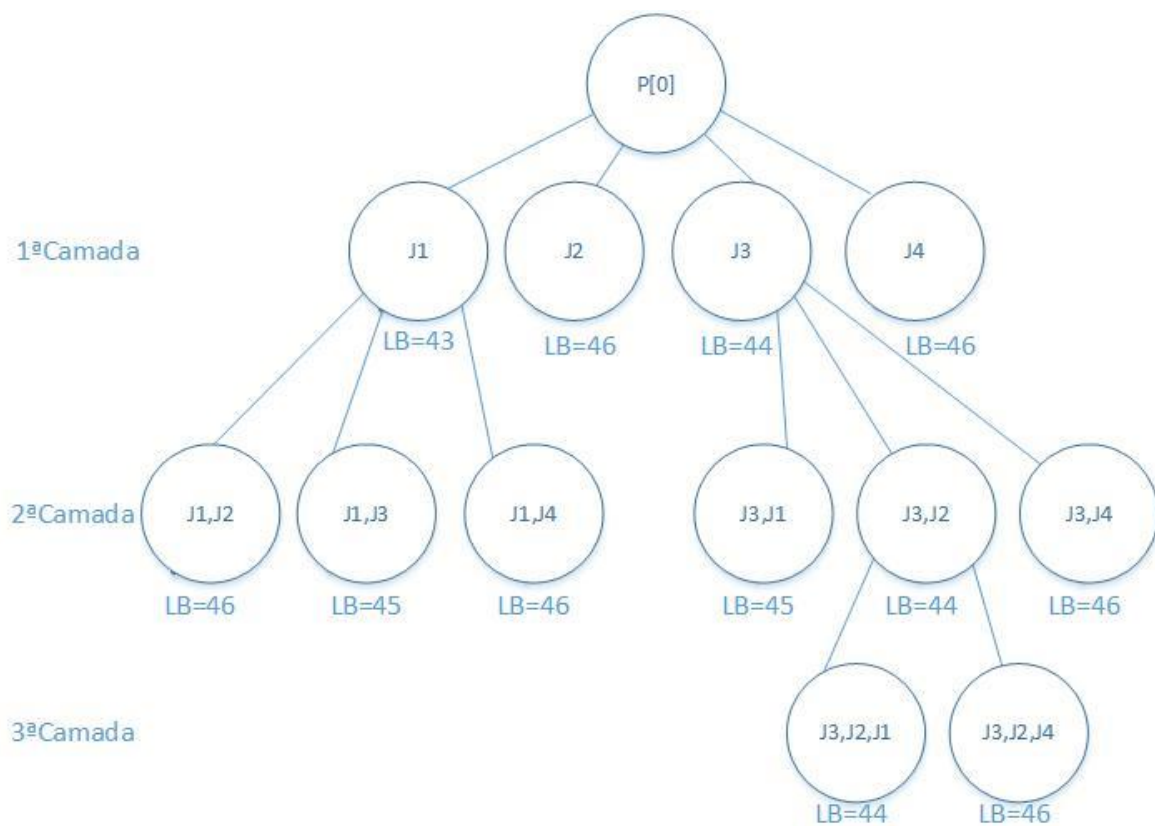 P[0]
1ªCamada
J1
J2
J3
J4
LB=43
LB=46
LB=44
LB=46
2ªCamada
J1,J2
J1,J3
J1,J4
J3,J1
J3,J2
J3,J4
LB=46
LB=45
LB=46
LB=45
LB=44
LB=46
3ªCamada
J3,J2,J1
J3,J2,J4
LB=44
LB=46